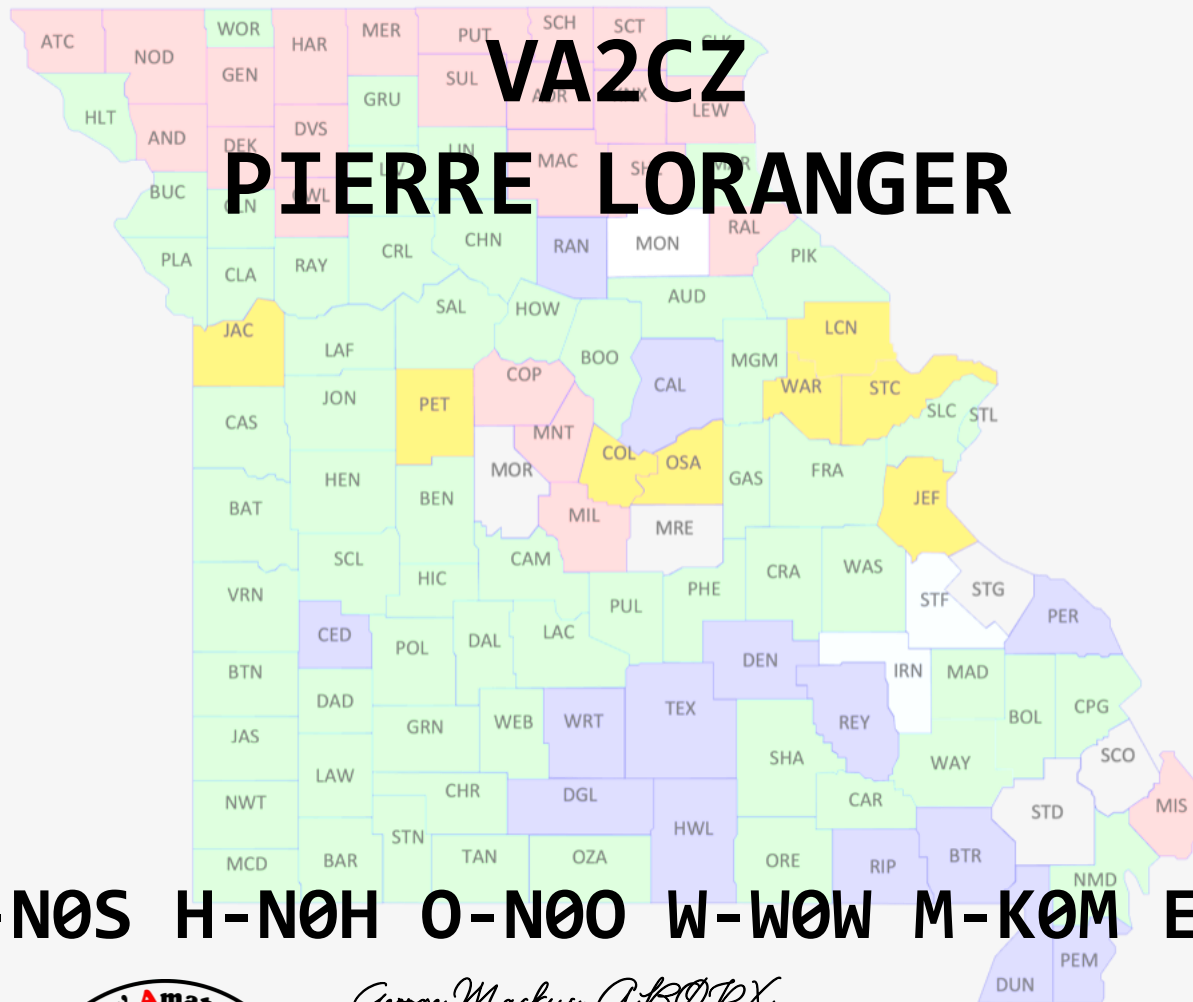 WOR SCH SCT
ATC NOD HAR MER PUT
VA2CZ
GEN SUL LEW
HLT GRU
AND DVS DEK MAC
PIERRE LORANGER
BUC RAL
PLA CLA RAY CRL CHN RAN MON PIK
AUD
JAC SAL HOW LCN
LAF BOO MGM
JON PET COP CAL WAR STC
CAS MNT SLC STL
HEN MOR COL OSA GAS FRA
BAT BEN MIL MRE JEF
SCL HIC CAM CRA WAS
VRN PUL PHE STF STG
CED POL DAL LAC DEN PER
BTN DAD IRN MAD
JAS GRN WEB WRT TEX REY BOL CPG
LAW SHA WAY SCO
NWT CHR DGL CAR STD MIS
STN HWL
MCD BAR TAN OZA ORE RIP BTR
NMD
-N0S H-N0H O-N0O W-W0W M-K0M E
PEM
DUN